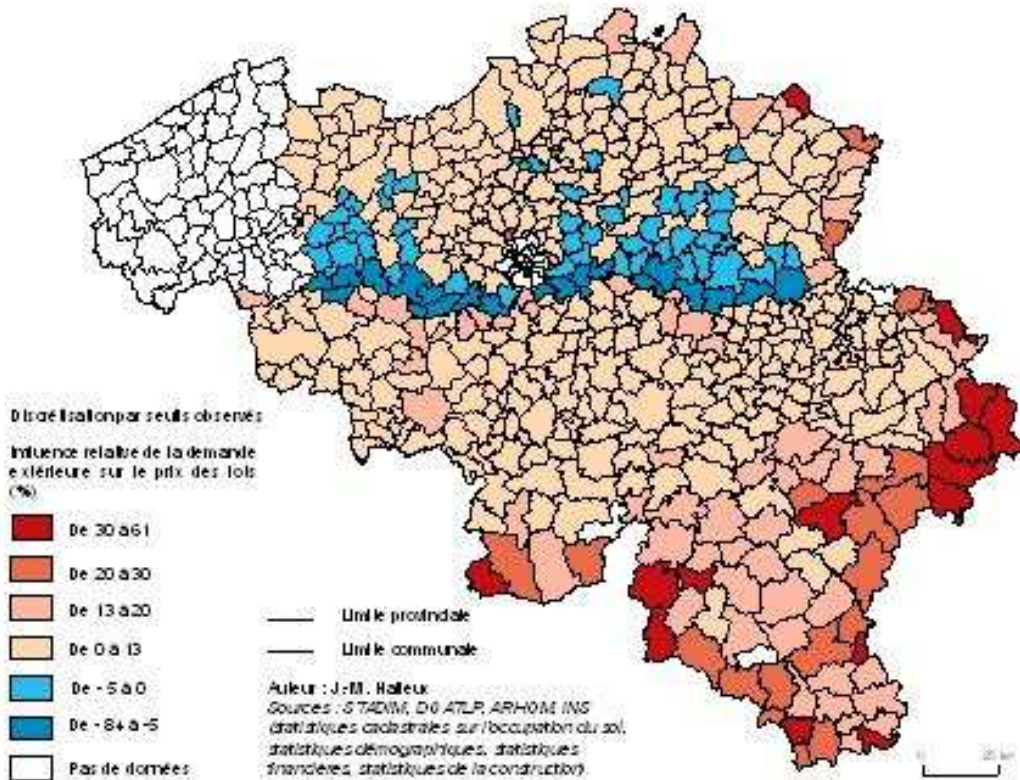 Discrétisation par seuils observés
Influence relative de la demande
extérieure sur le prix des lots
(%)
De 30 à 61
De 20 à 30
De 13 à 20
De 0 à 13
De - 5 à 0
De - 84 à -5
Pas de données
Limite provinciale
Limite communale
Auteur : J.-M. Halleux
Sources : STADIM, DGATLP, ARHOM, INS
(statistiques cadastrales sur l'occupation du sol,
statistiques démographiques, statistiques
financières, statistiques de la construction)
0